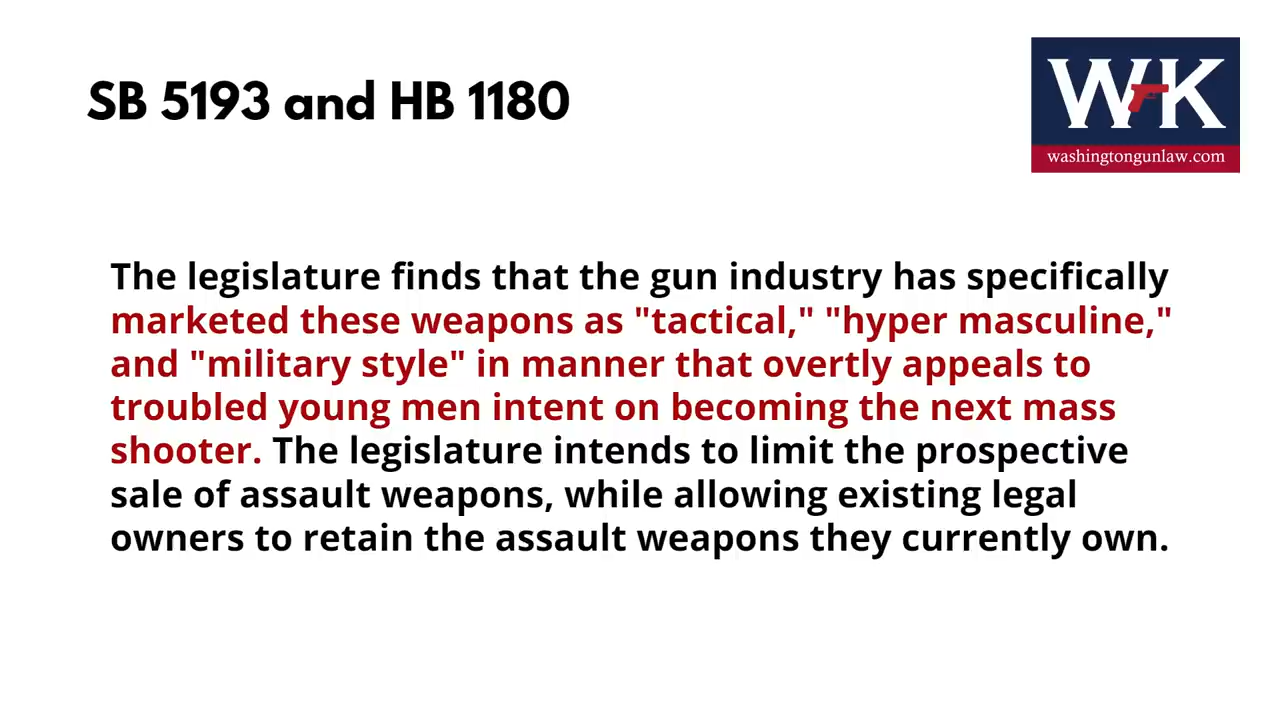 SB 5193 and HB 1180
WK
washingtongunlaw.com
The legislature finds that the gun industry has specifically
marketed these weapons as "tactical," "hyper masculine,"
and "military style" in manner that overtly appeals to
troubled young men intent on becoming the next mass
shooter. The legislature intends to limit the prospective
sale of assault weapons, while allowing existing legal
owners to retain the assault weapons they currently own.